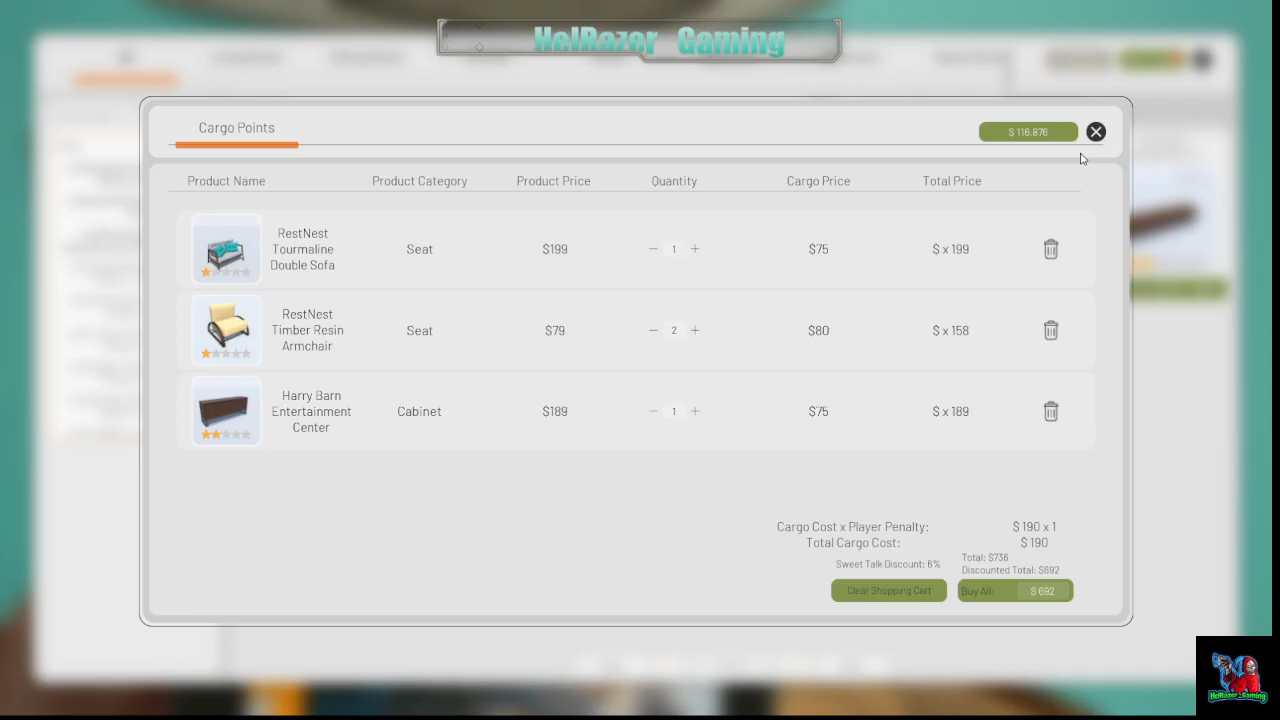 HelRazer Gaming
Cargo Points
$ 116.876
Product Name Product Category Product Price Quantity Cargo Price Total Price
RestNest
Tourmaline
Double Sofa
Seat $199 − 1 + $75 $ x 199
RestNest
Timber Resin
Armchair
Seat $79 − 2 + $80 $ x 158
Harry Barn
Entertainment
Center
Cabinet $189 − 1 + $75 $ x 189
Cargo Cost x Player Penalty: $ 190 x 1
Total Cargo Cost: $ 190
Sweet Talk Discount: 6%
Total: $736
Discounted Total: $692
Clear Shopping Cart
Buy All: $ 692
HelRazer Gaming